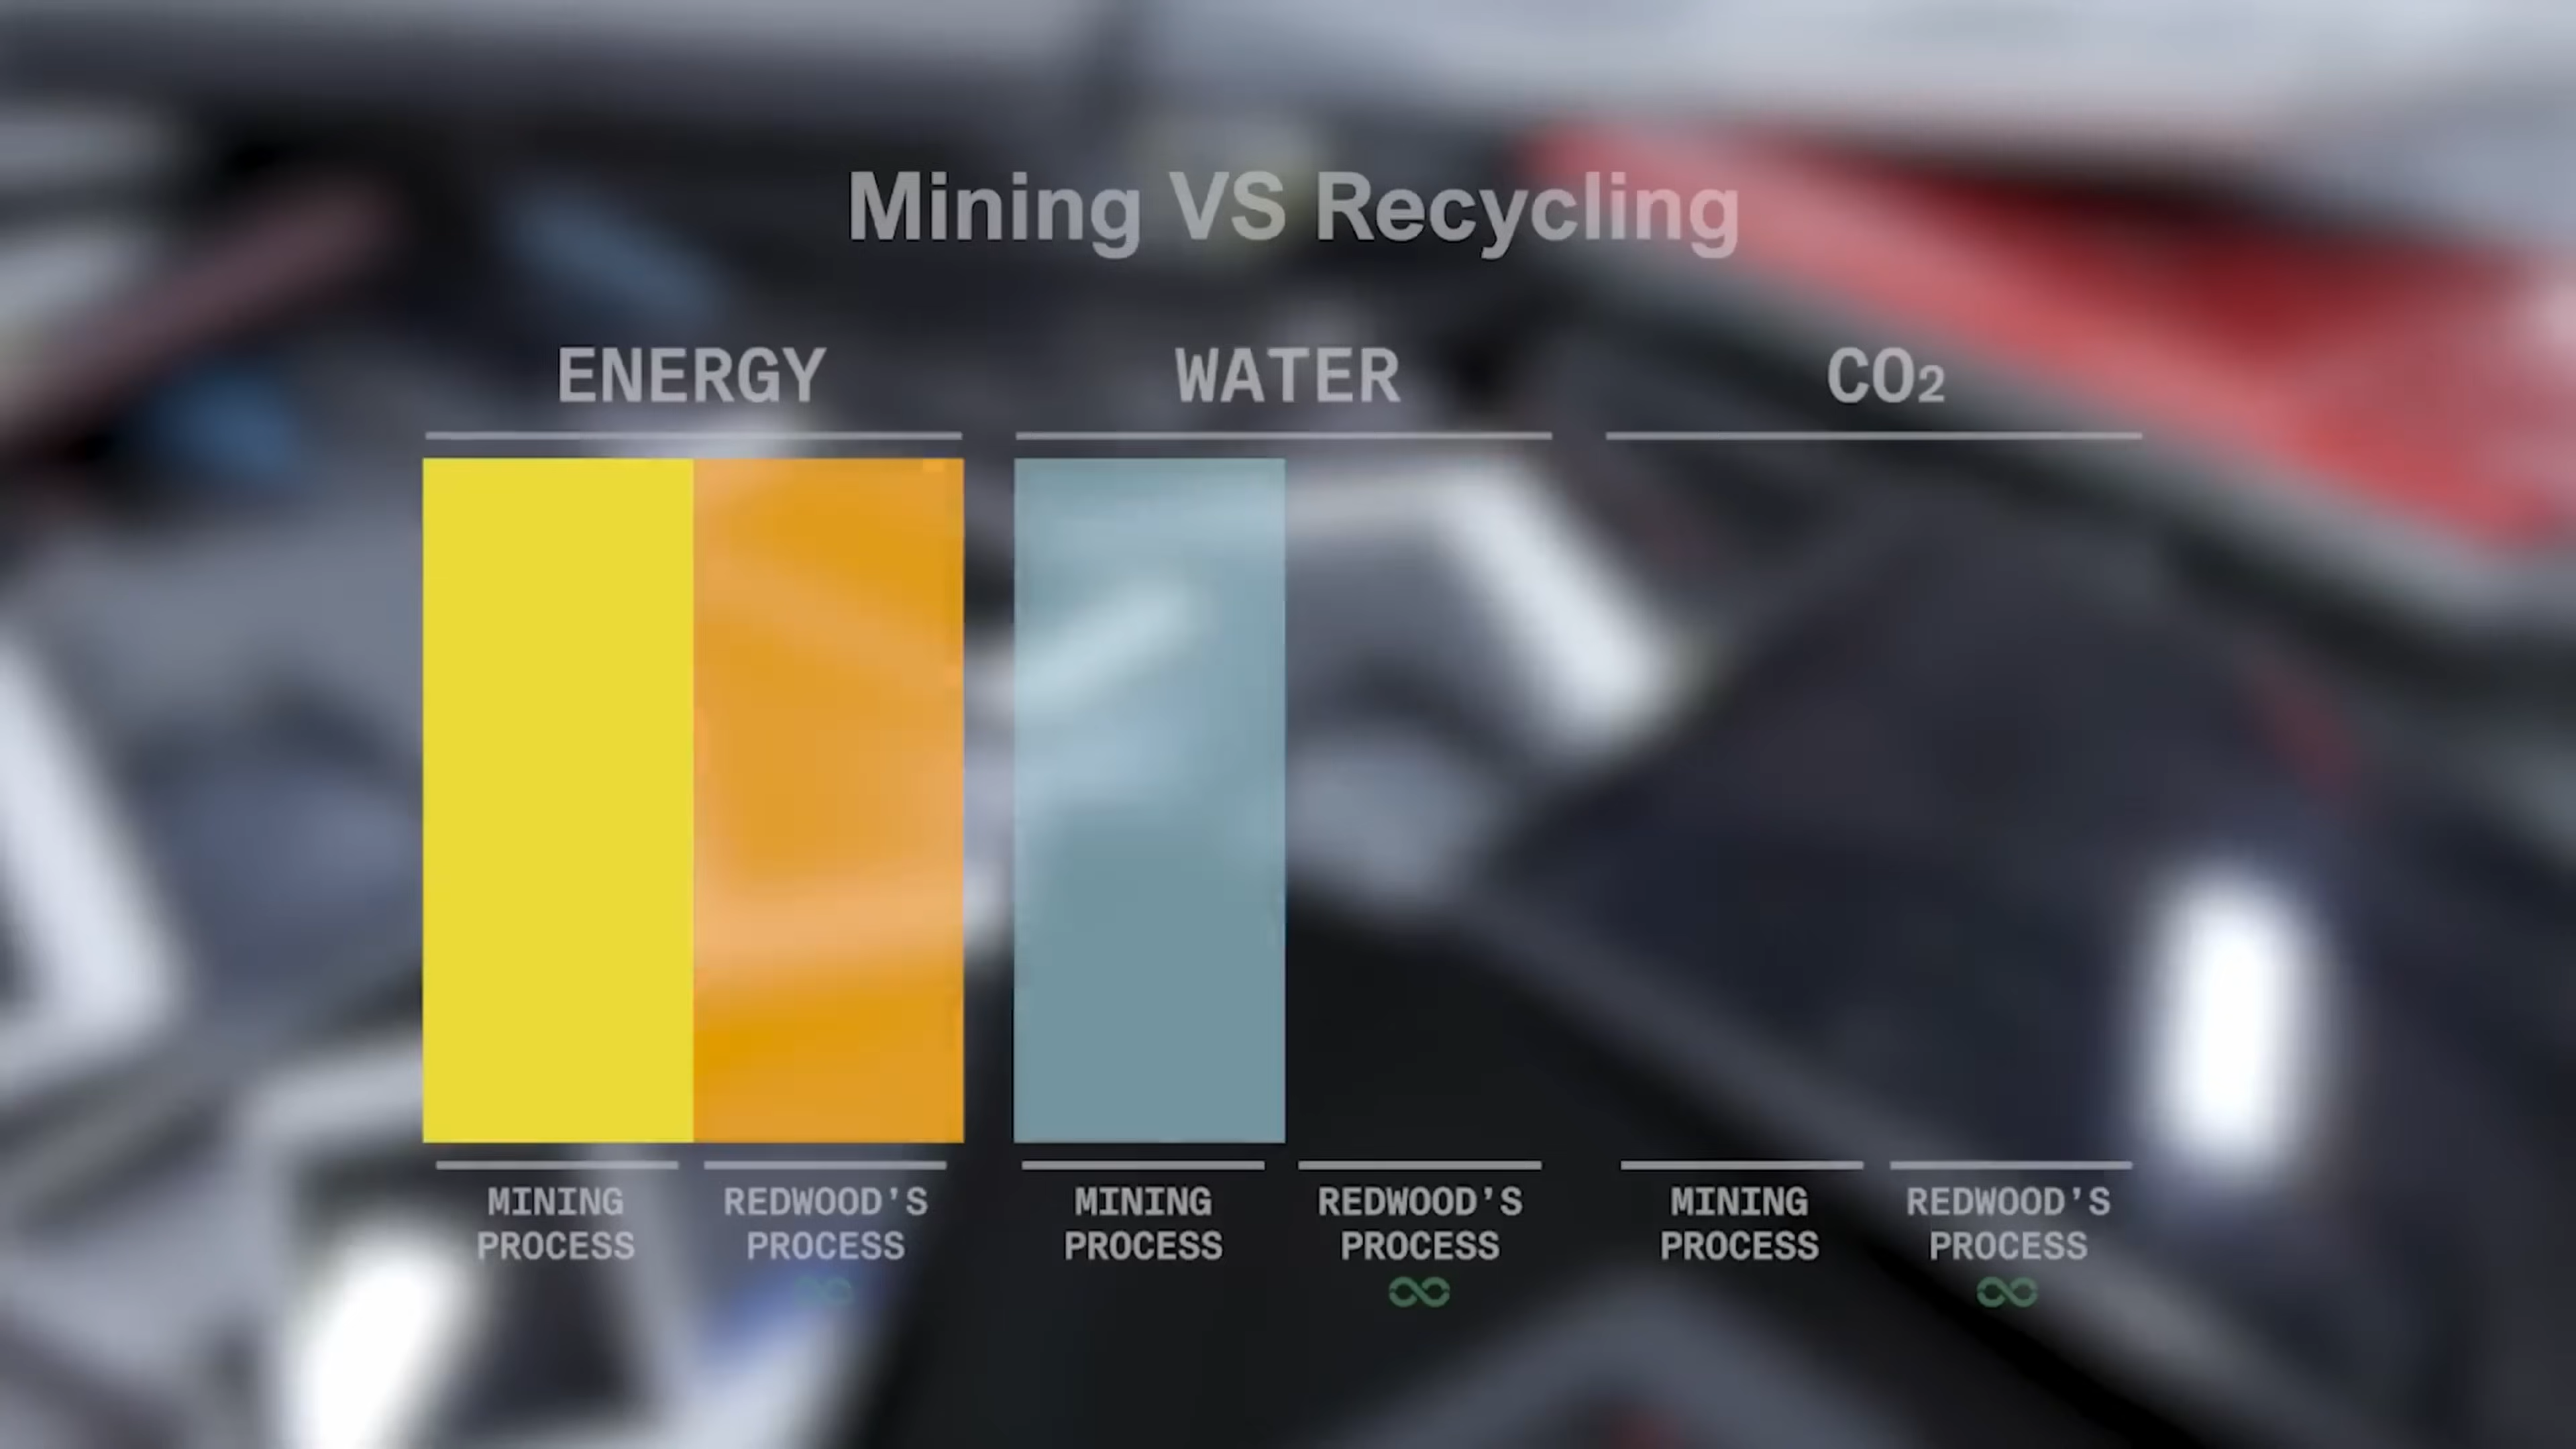 Mining VS Recycling
ENERGY
WATER
CO₂
MINING
PROCESS
REDWOOD'S
PROCESS
MINING
PROCESS
REDWOOD'S
PROCESS
MINING
PROCESS
REDWOOD'S
PROCESS